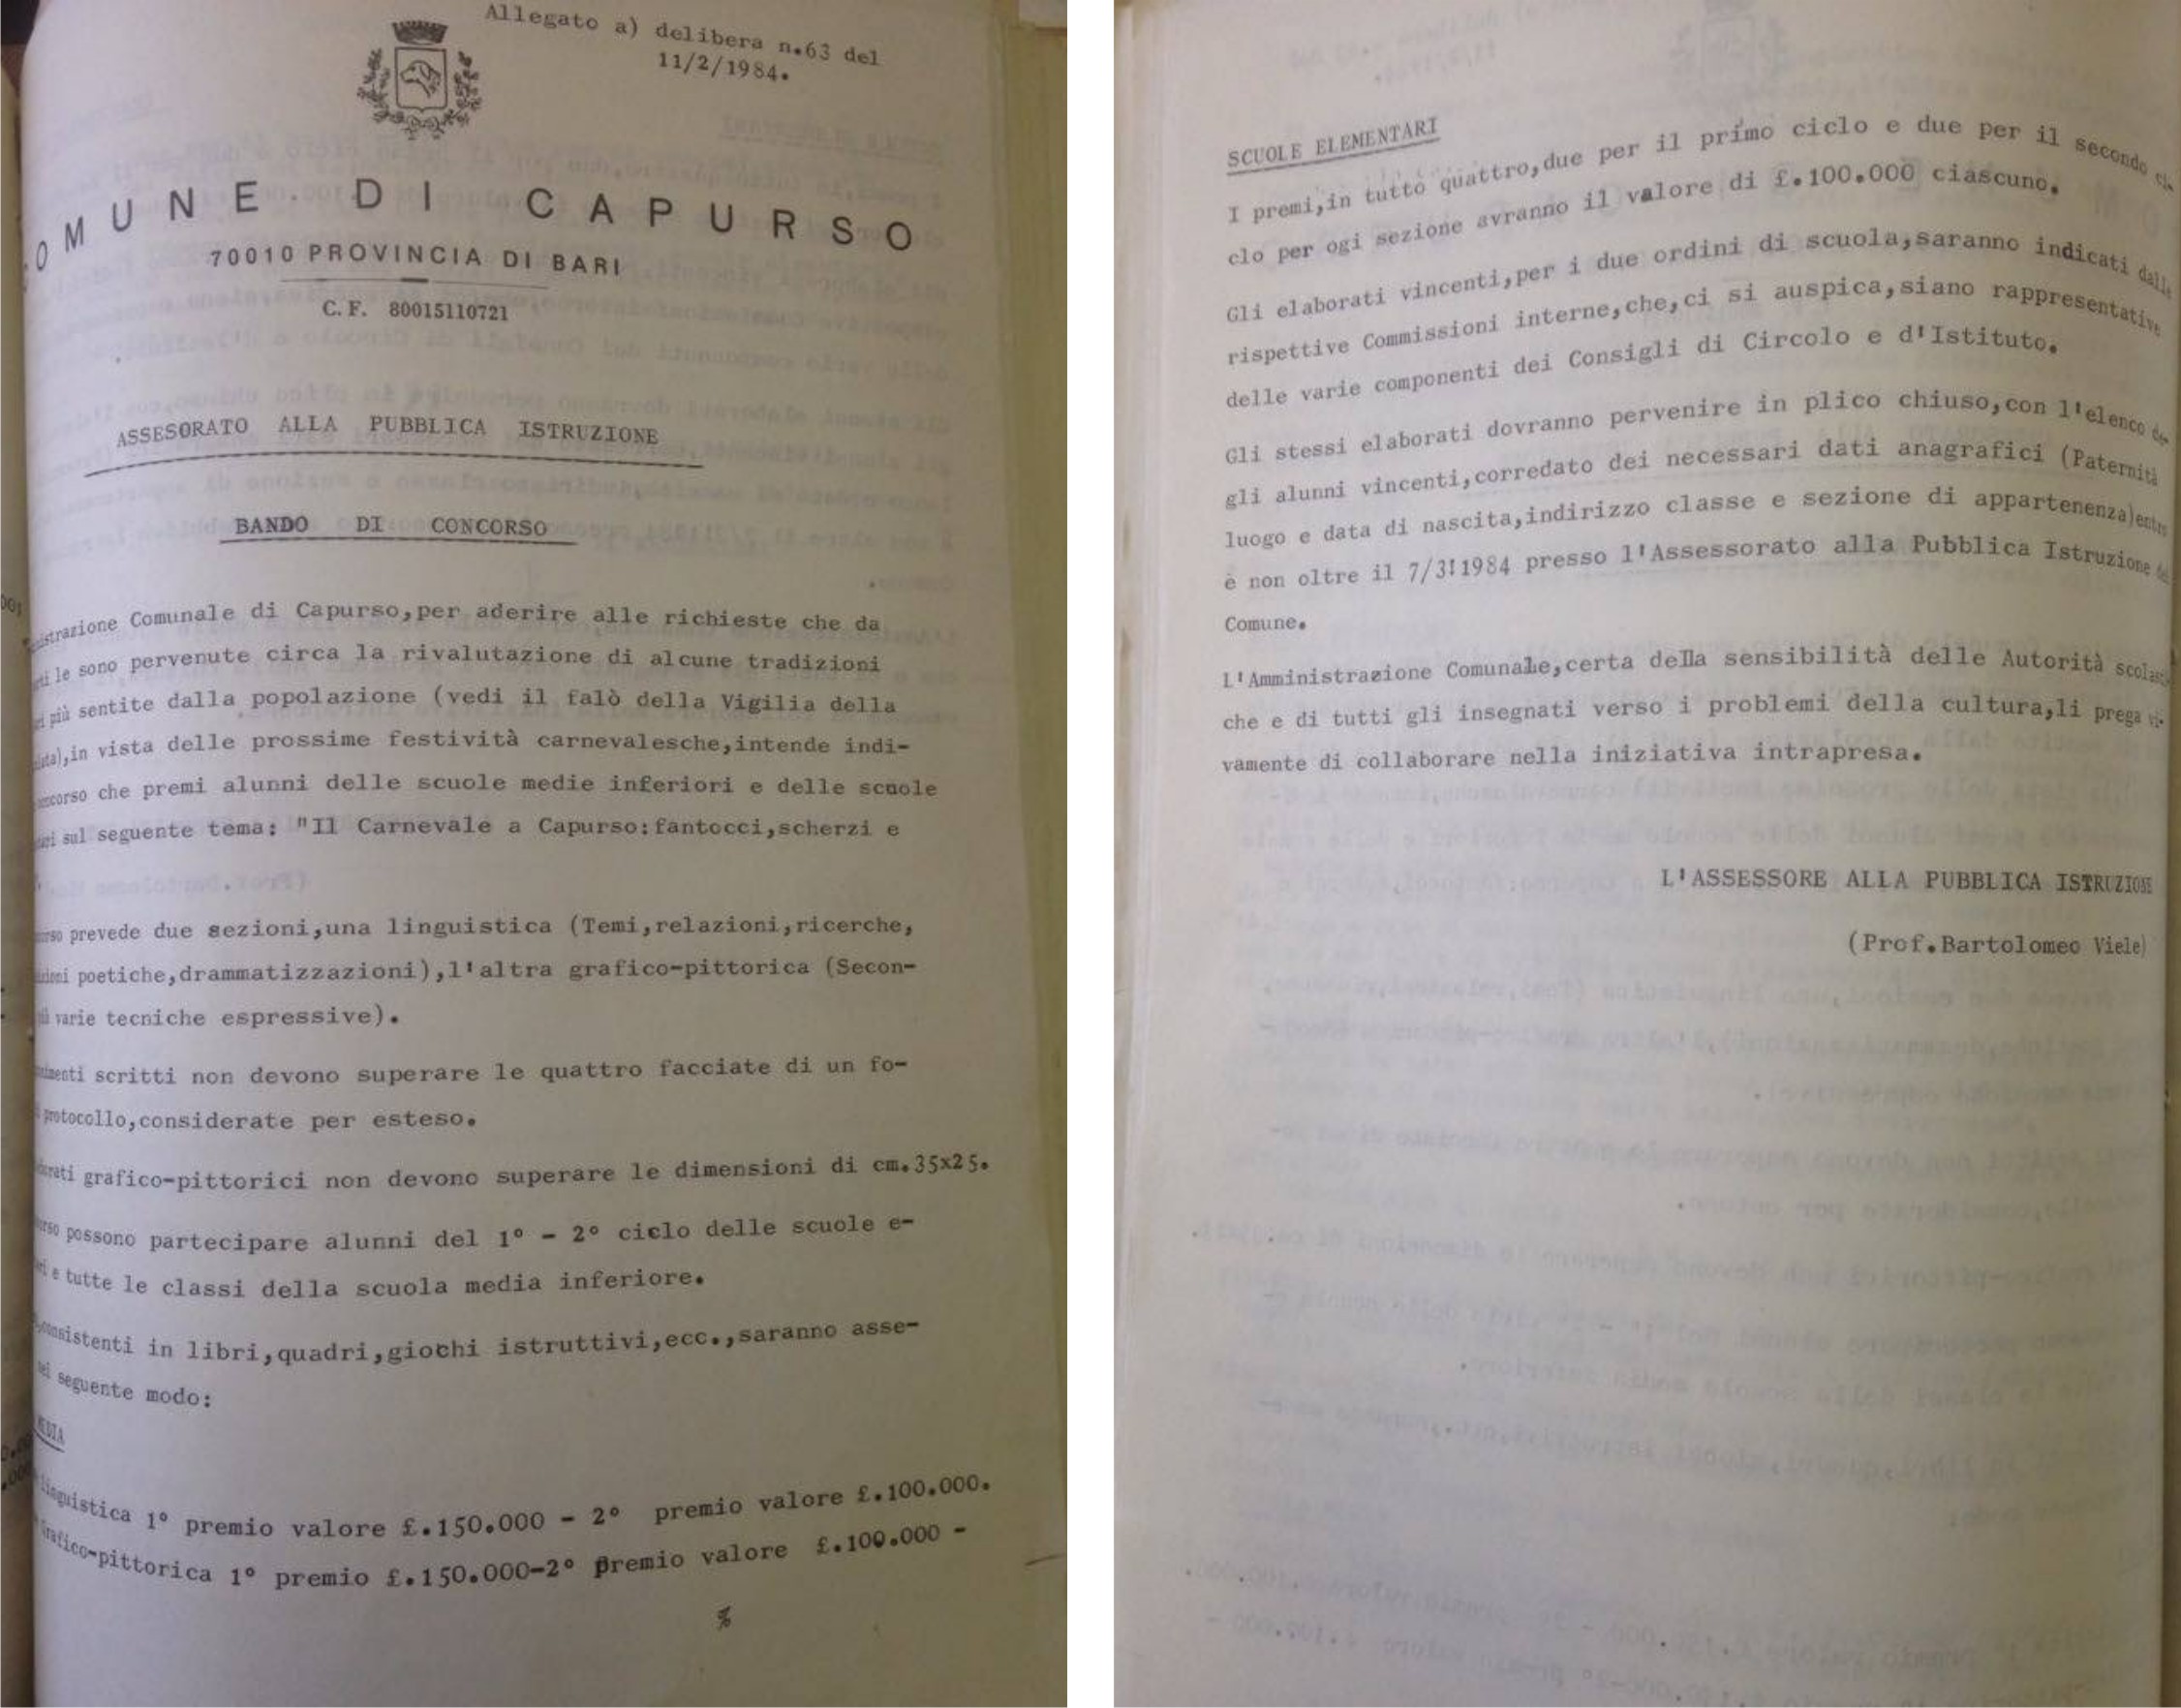 Allegato a) delibera n.63 del
11/2/1984.
OMUNE DI CAPURSO
70010 PROVINCIA DI BARI
C.F. 80015110721
ASSESORATO ALLA PUBBLICA ISTRUZIONE
BANDO DI CONCORSO
Comunale di Capurso,per aderire alle richieste che da
le sono pervenute circa la rivalutazione di alcune tradizioni
più sentite dalla popolazione (vedi il falò della Vigilia della
in vista delle prossime festività carnevalesche,intende indi-
che premi alunni delle scuole medie inferiori e delle scuole
sul seguente tema: "Il Carnevale a Capurso:fantocci,scherzi e
prevede due sezioni,una linguistica (Temi,relazioni,ricerche,
poetiche,drammatizzazioni),l'altra grafico-pittorica (Secon-
varie tecniche espressive).
scritti non devono superare le quattro facciate di un fo-
protocollo,considerate per esteso.
grafico-pittorici non devono superare le dimensioni di cm.35x25.
possono partecipare alunni del 1° - 2° ciclo delle scuole e-
e tutte le classi della scuola media inferiore.
consistenti in libri,quadri,giochi istruttivi,ecc.,saranno asse-
seguente modo:
MEDIA
linguistica 1° premio valore £.150.000 - 2° premio valore £.100.000.
Grafico-pittorica 1° premio £.150.000-2° premio valore £.100.000 -
%
SCUOLE ELEMENTARI
I premi,in tutto quattro,due per il primo ciclo e due per il secondo ci-
clo per ogi sezione avranno il valore di £.100.000 ciascuno.
Gli elaborati vincenti,per i due ordini di scuola,saranno indicati dalle
rispettive Commissioni interne,che,ci si auspica,siano rappresentative
delle varie componenti dei Consigli di Circolo e d'Istituto.
Gli stessi elaborati dovranno pervenire in plico chiuso,con l'elenco de-
gli alunni vincenti,corredato dei necessari dati anagrafici (Paternità
luogo e data di nascita,indirizzo classe e sezione di appartenenza)entro
e non oltre il 7/3!1984 presso l'Assessorato alla Pubblica Istruzione del
Comune.
L'Amministrazione Comunale,certa della sensibilità delle Autorità scolasti-
che e di tutti gli insegnati verso i problemi della cultura,li prega vi-
vamente di collaborare nella iniziativa intrapresa.
L'ASSESSORE ALLA PUBBLICA ISTRUZIONE
(Prof.Bartolomeo Viele)